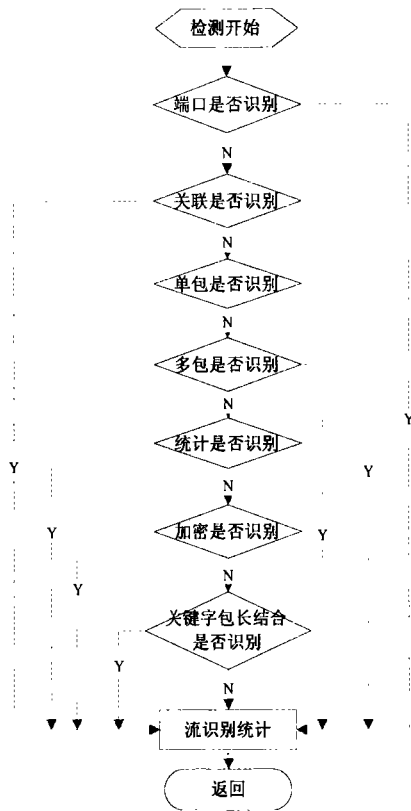 检测开始
端口是否识别
N
关联是否识别
N
单包是否识别
N
多包是否识别
N
Y
统计是否识别
Y
Y
N
Y
加密是否识别
Y
Y
N
关键字包长结合
是否识别
Y
N
流识别统计
返回